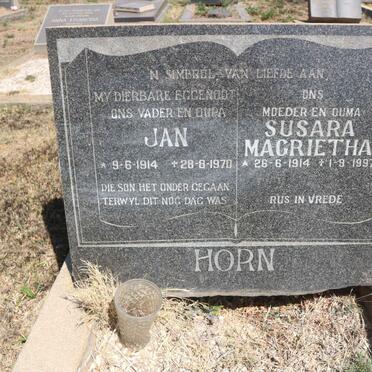 'N SIMBOOL VAN LIEFDE AAN
MY DIERBARE EGGENOOT
ONS VADER EN OUPA
JAN
* 9-6-1914 +28-8-1970
DIE SON HET ONDER GEGAAN
TERWYL DIT NOG DAG WAS
ONS
MOEDER EN OUMA
SUSARA
MAGRIETHA
* 26-6-1914 +1-9-1997
RUS IN VREDE
HORN